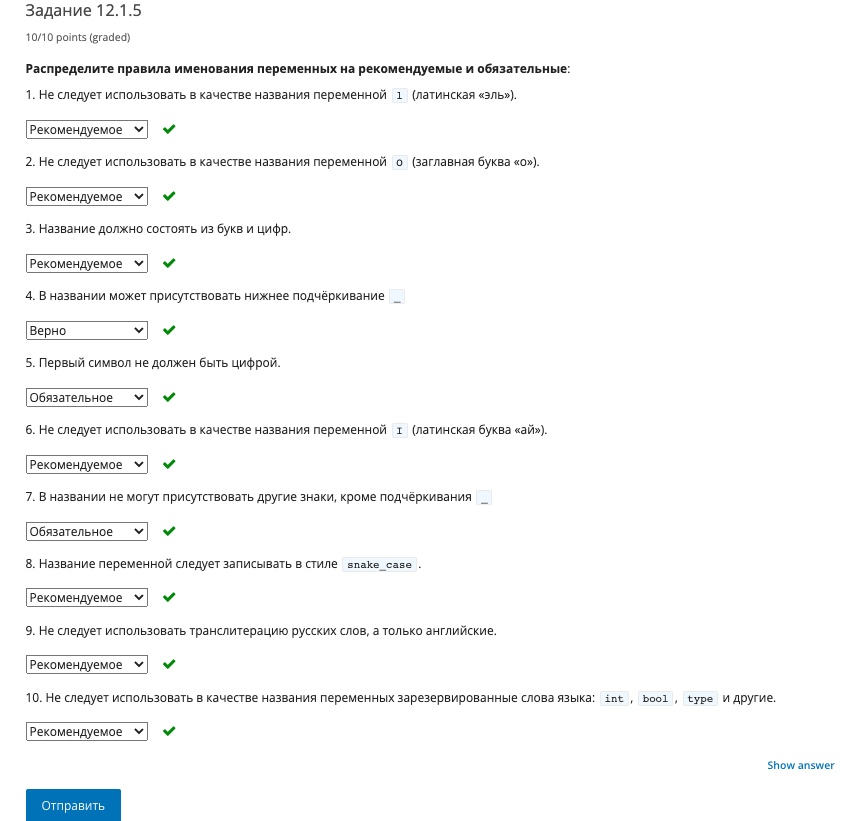 Задание 12.1.5
10/10 points (graded)
Распределите правила именования переменных на рекомендуемые и обязательные:
1. Не следует использовать в качестве названия переменной l (латинская «эль»).
Рекомендуемое
2. Не следует использовать в качестве названия переменной O (заглавная буква «о»).
Рекомендуемое
3. Название должно состоять из букв и цифр.
Рекомендуемое
4. В названии может присутствовать нижнее подчёркивание _
Верно
5. Первый символ не должен быть цифрой.
Обязательное
6. Не следует использовать в качестве названия переменной I (латинская буква «ай»).
Рекомендуемое
7. В названии не могут присутствовать другие знаки, кроме подчёркивания _
Обязательное
8. Название переменной следует записывать в стиле snake_case.
Рекомендуемое
9. Не следует использовать транслитерацию русских слов, а только английские.
Рекомендуемое
10. Не следует использовать в качестве названия переменных зарезервированные слова языка: int, bool, type и другие.
Рекомендуемое
Show answer
Отправить